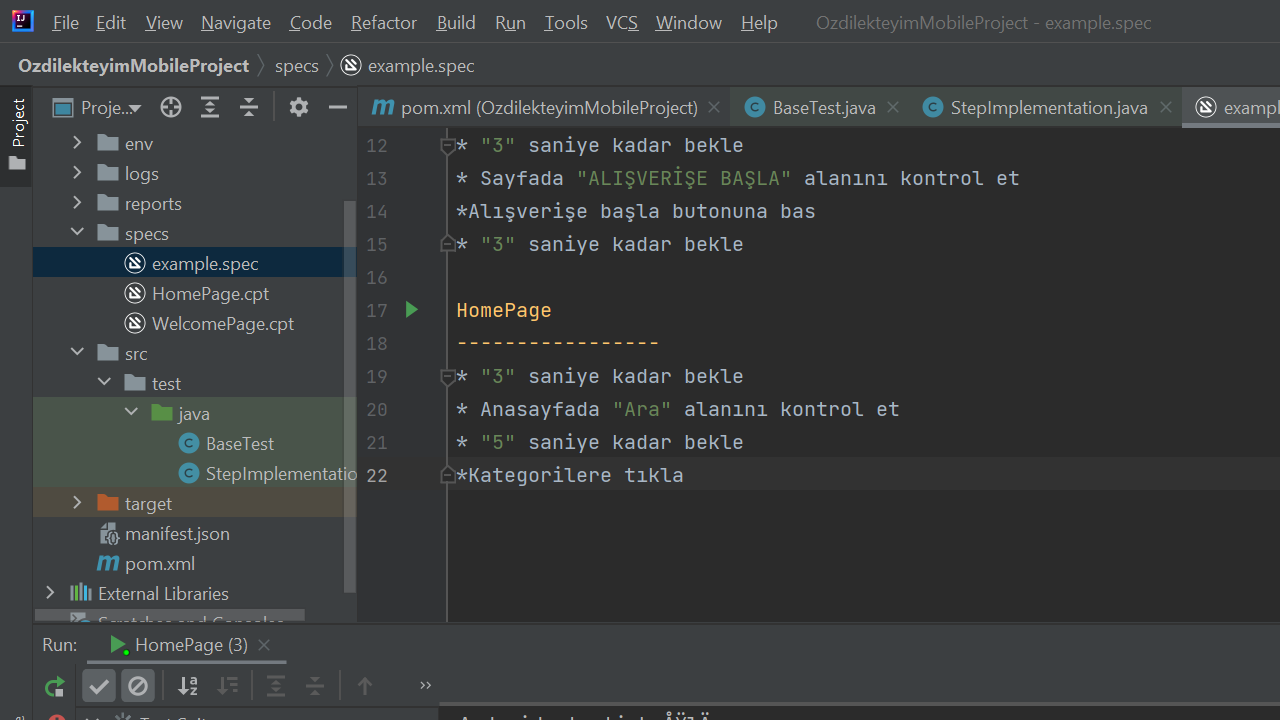 File Edit View Navigate Code Refactor Build Run Tools VCS Window Help OzdilekteyimMobileProject - example.spec
OzdilekteyimMobileProject specs example.spec
Project
Proje... pom.xml (OzdilekteyimMobileProject) BaseTest.java StepImplementation.java exampl
env
logs
reports
specs
example.spec
HomePage.cpt
WelcomePage.cpt
src
test
java
BaseTest
StepImplementatio
target
manifest.json
pom.xml
External Libraries
Scratches and Consoles
12 * "3" saniye kadar bekle
13 * Sayfada "ALIŞVERİŞE BAŞLA" alanını kontrol et
14 *Alışverişe başla butonuna bas
15 * "3" saniye kadar bekle
16
17 HomePage
18 -----------------
19 * "3" saniye kadar bekle
20 * Anasayfada "Ara" alanını kontrol et
21 * "5" saniye kadar bekle
22 *Kategorilere tıkla
Run: HomePage (3)